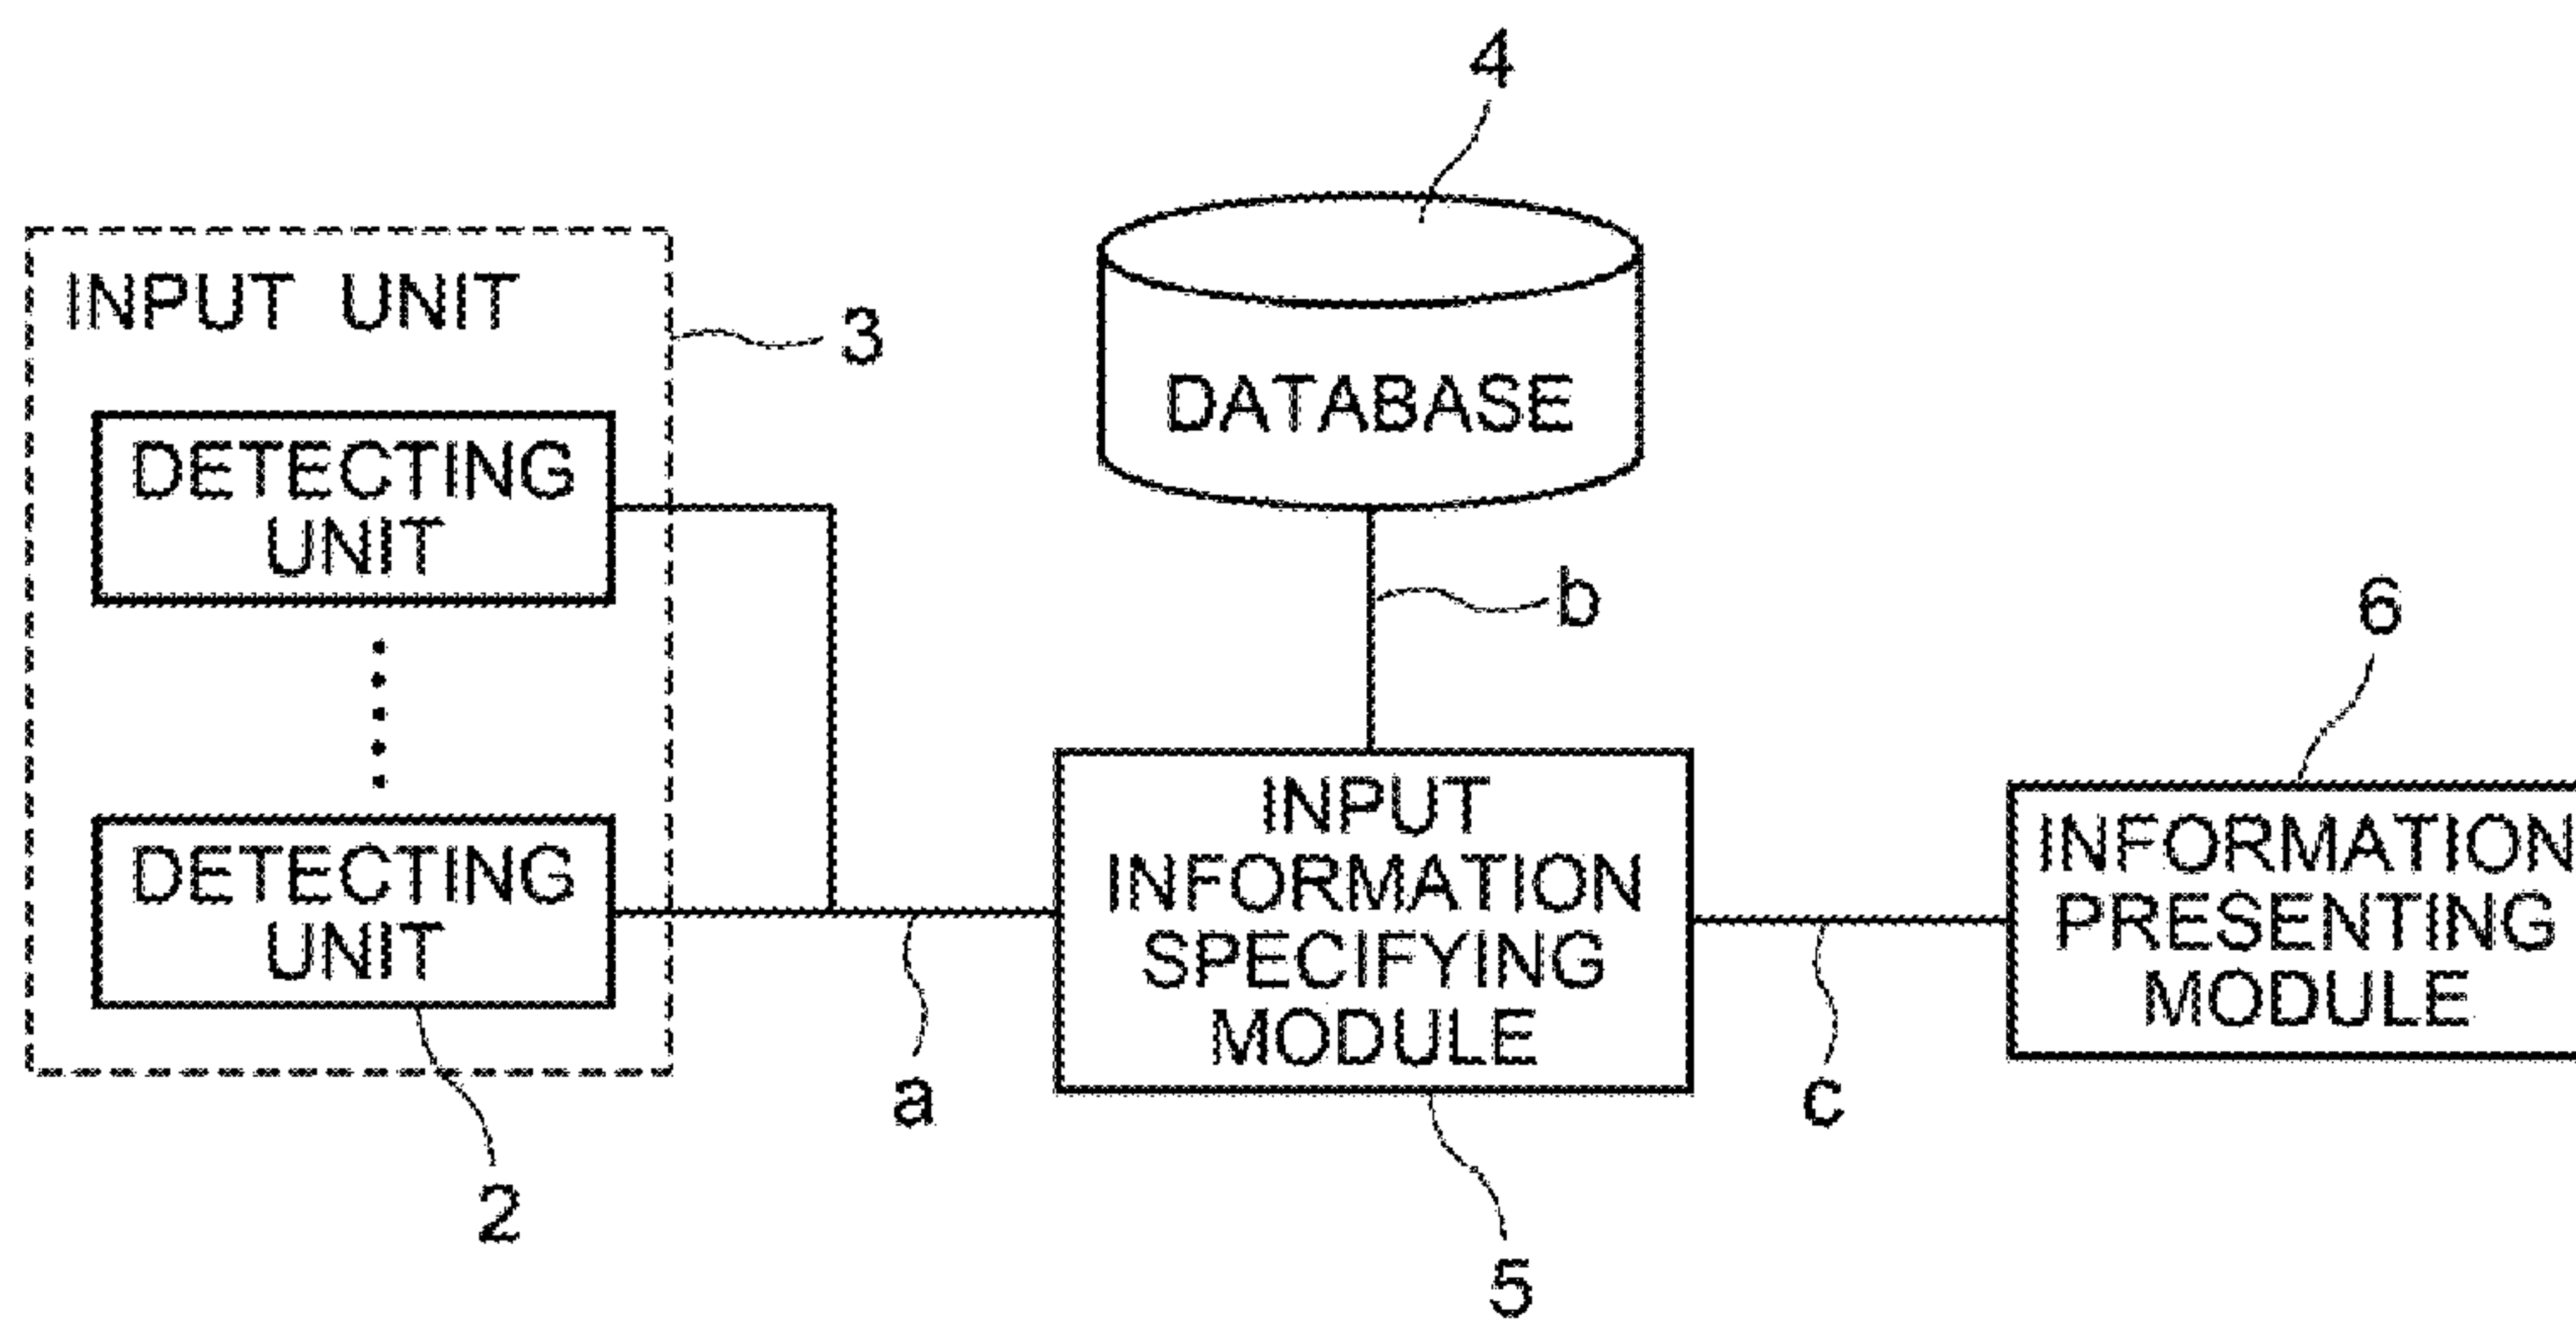 4
INPUT UNIT
3
DETECTING
UNIT
DATABASE
b
6
DETECTING
UNIT
INPUT
INFORMATION
SPECIFYING
MODULE
INFORMATION
PRESENTING
MODULE
a
c
2
5